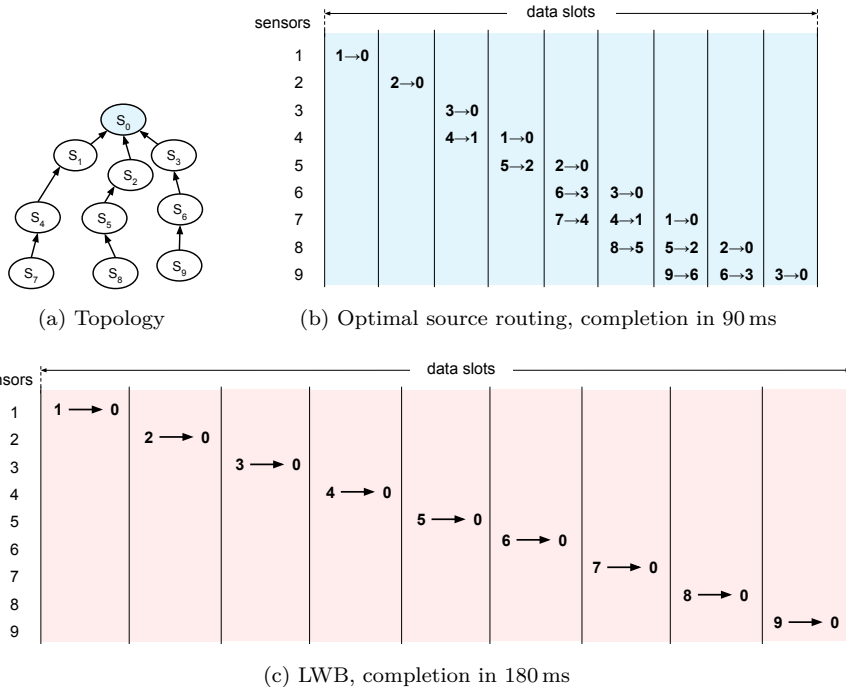 data slots
sensors
1 1→0
2 2→0
3 3→0
4 4→1 1→0
5 5→2 2→0
6 6→3 3→0
7 7→4 4→1 1→0
8 8→5 5→2 2→0
9 9→6 6→3 3→0
S0
S1 S3
S2
S4 S5 S6
S7 S8 S9
(a) Topology
(b) Optimal source routing, completion in 90 ms
data slots
nsors
1 1 → 0
2 2 → 0
3 3 → 0
4 4 → 0
5 5 → 0
6 6 → 0
7 7 → 0
8 8 → 0
9 9 → 0
(c) LWB, completion in 180 ms